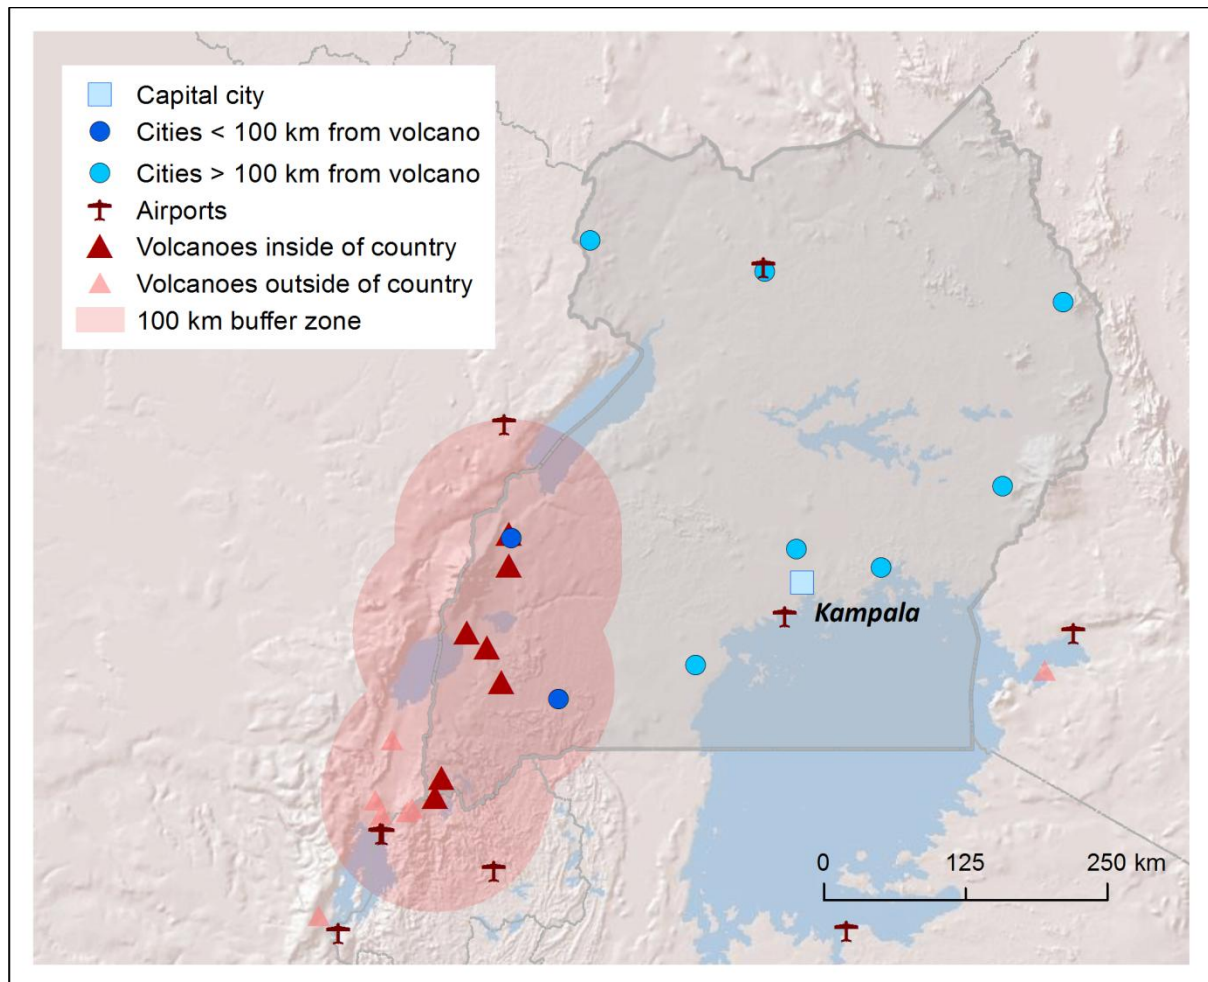 Capital city
Cities < 100 km from volcano
Cities > 100 km from volcano
Airports
Volcanoes inside of country
Volcanoes outside of country
100 km buffer zone
Kampala
0 125 250 km